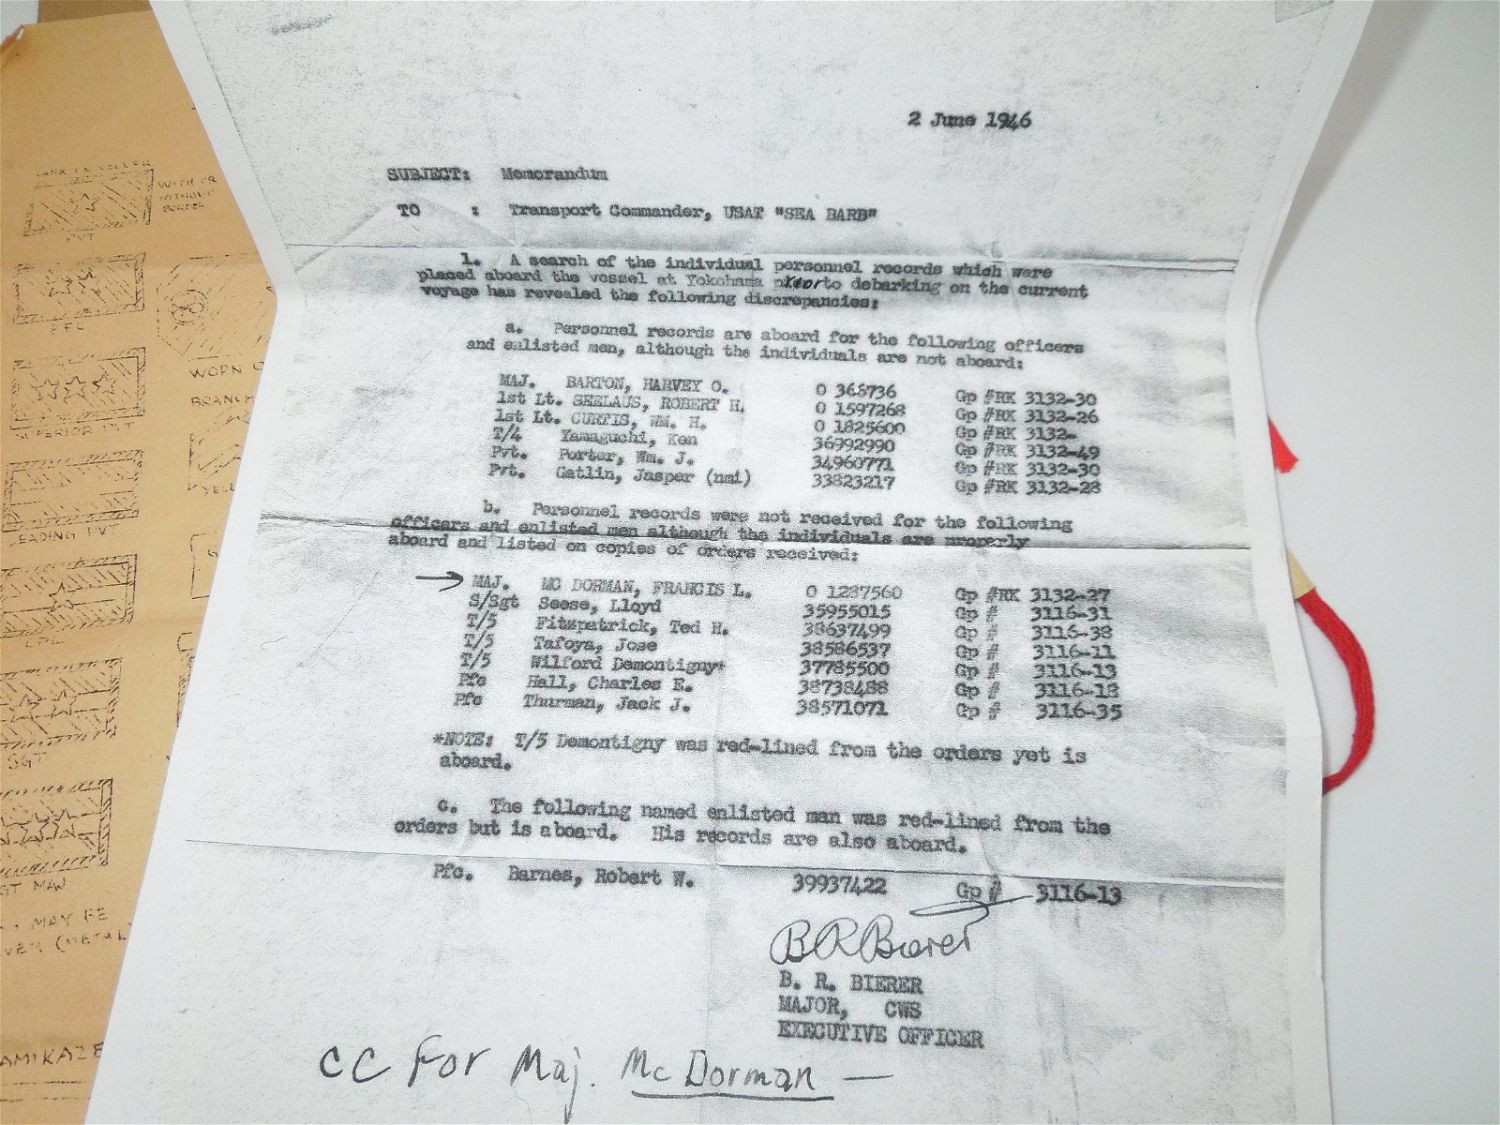 2 June 1946
SUBJECT: Memorandum
TO : Transport Commander, USAT "SEA BARB"
1. A search of the individual personnel records which were
placed aboard the vessel at Yokohama prior to debarking on the current
voyage has revealed the following discrepancies:
a. Personnel records are aboard for the following officers
and enlisted men, although the individuals are not aboard:
MAJ. BARTON, HARVEY O. O 365736 Gp #RK 3132-30
1st Lt. SEELAUS, ROBERT H. O 1597268 Gp #RK 3132-26
1st Lt. CURTIS, WM. H. O 1825600 Gp #RK 3132-
T/4 Yamaguchi, Ken 36992990 Gp #RK 3132-49
Pvt. Porter, Wm. J. 34960771 Gp #RK 3132-30
Pvt. Gatlin, Jasper (nmi) 33823217 Gp #RK 3132-28
b. Personnel records were not received for the following
officers and enlisted men although the individuals are properly
aboard and listed on copies of orders received:
MAJ. MC DORMAN, FRANCIS L. O 1287560 Gp #RK 3132-27
S/Sgt Seese, Lloyd 35955015 Gp # 3116-31
T/5 Fitzpatrick, Ted H. 38637499 Gp # 3116-38
T/5 Tafoya, Jose 38586537 Gp # 3116-11
T/5 Wilford Demontigny* 37785500 Gp # 3116-13
Pfc Hall, Charles E. 38738488 Gp # 3116-18
Pfc Thurman, Jack J. 38571071 Gp # 3116-35
*NOTE: T/5 Demontigny was red-lined from the orders yet is
aboard.
c. The following named enlisted man was red-lined from the
orders but is aboard. His records are also aboard.
Pfc. Barnes, Robert W. 39937422 Gp # 3116-13
B R Bierer
B. R. BIERER
MAJOR, CWS
EXECUTIVE OFFICER
CC For Maj. McDorman —
WITH OR
WITHOUT
BORDER
PVT
PFC
WORN
BRANCH
SUPERIOR PVT
LEADING PVT
CPL
SGT
SGT MAJ
MAY BE
(METAL
KAMIKAZE